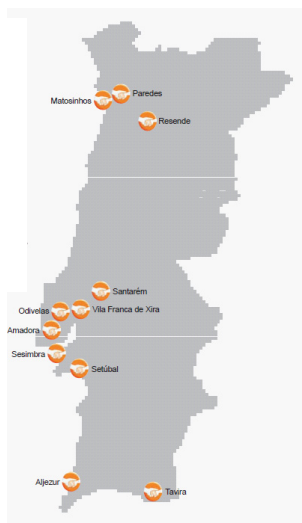 Paredes
Matosinhos
Resende
Santarém
Vila Franca de Xira
Odivelas
Amadora
Sesimbra
Setúbal
Aljezur
Tavira